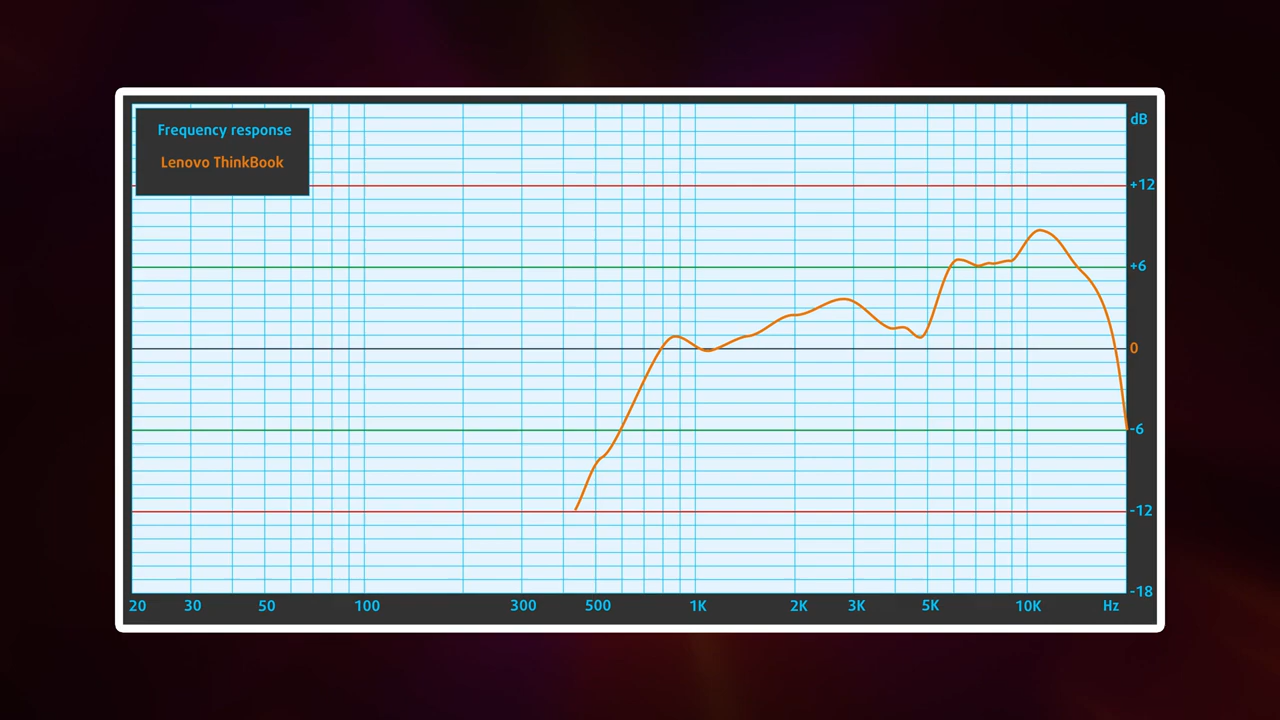 Frequency response
Lenovo ThinkBook
dB
+12
+6
0
-6
-12
-18
20 30 50 100 300 500 1K 2K 3K 5K 10K Hz